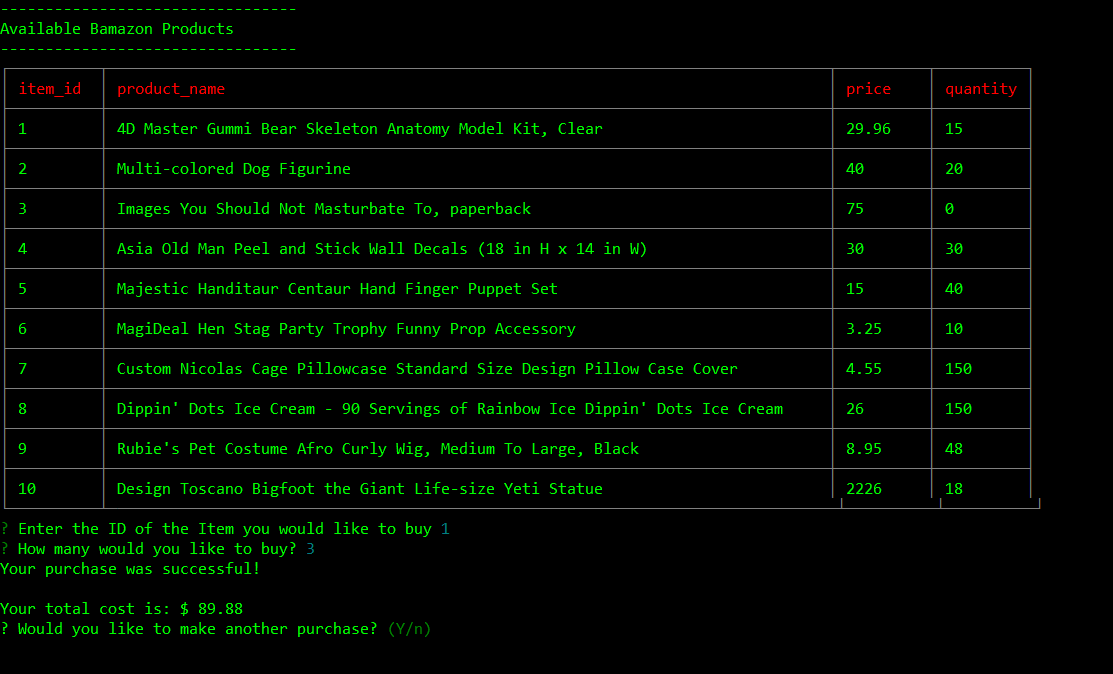 ---------------------------------
Available Bamazon Products
---------------------------------
item_id product_name price quantity
1 4D Master Gummi Bear Skeleton Anatomy Model Kit, Clear 29.96 15
2 Multi-colored Dog Figurine 40 20
3 Images You Should Not Masturbate To, paperback 75 0
4 Asia Old Man Peel and Stick Wall Decals (18 in H x 14 in W) 30 30
5 Majestic Handitaur Centaur Hand Finger Puppet Set 15 40
6 MagiDeal Hen Stag Party Trophy Funny Prop Accessory 3.25 10
7 Custom Nicolas Cage Pillowcase Standard Size Design Pillow Case Cover 4.55 150
8 Dippin' Dots Ice Cream - 90 Servings of Rainbow Ice Dippin' Dots Ice Cream 26 150
9 Rubie's Pet Costume Afro Curly Wig, Medium To Large, Black 8.95 48
10 Design Toscano Bigfoot the Giant Life-size Yeti Statue 2226 18
? Enter the ID of the Item you would like to buy 1
? How many would you like to buy? 3
Your purchase was successful!
Your total cost is: $ 89.88
? Would you like to make another purchase? (Y/n)